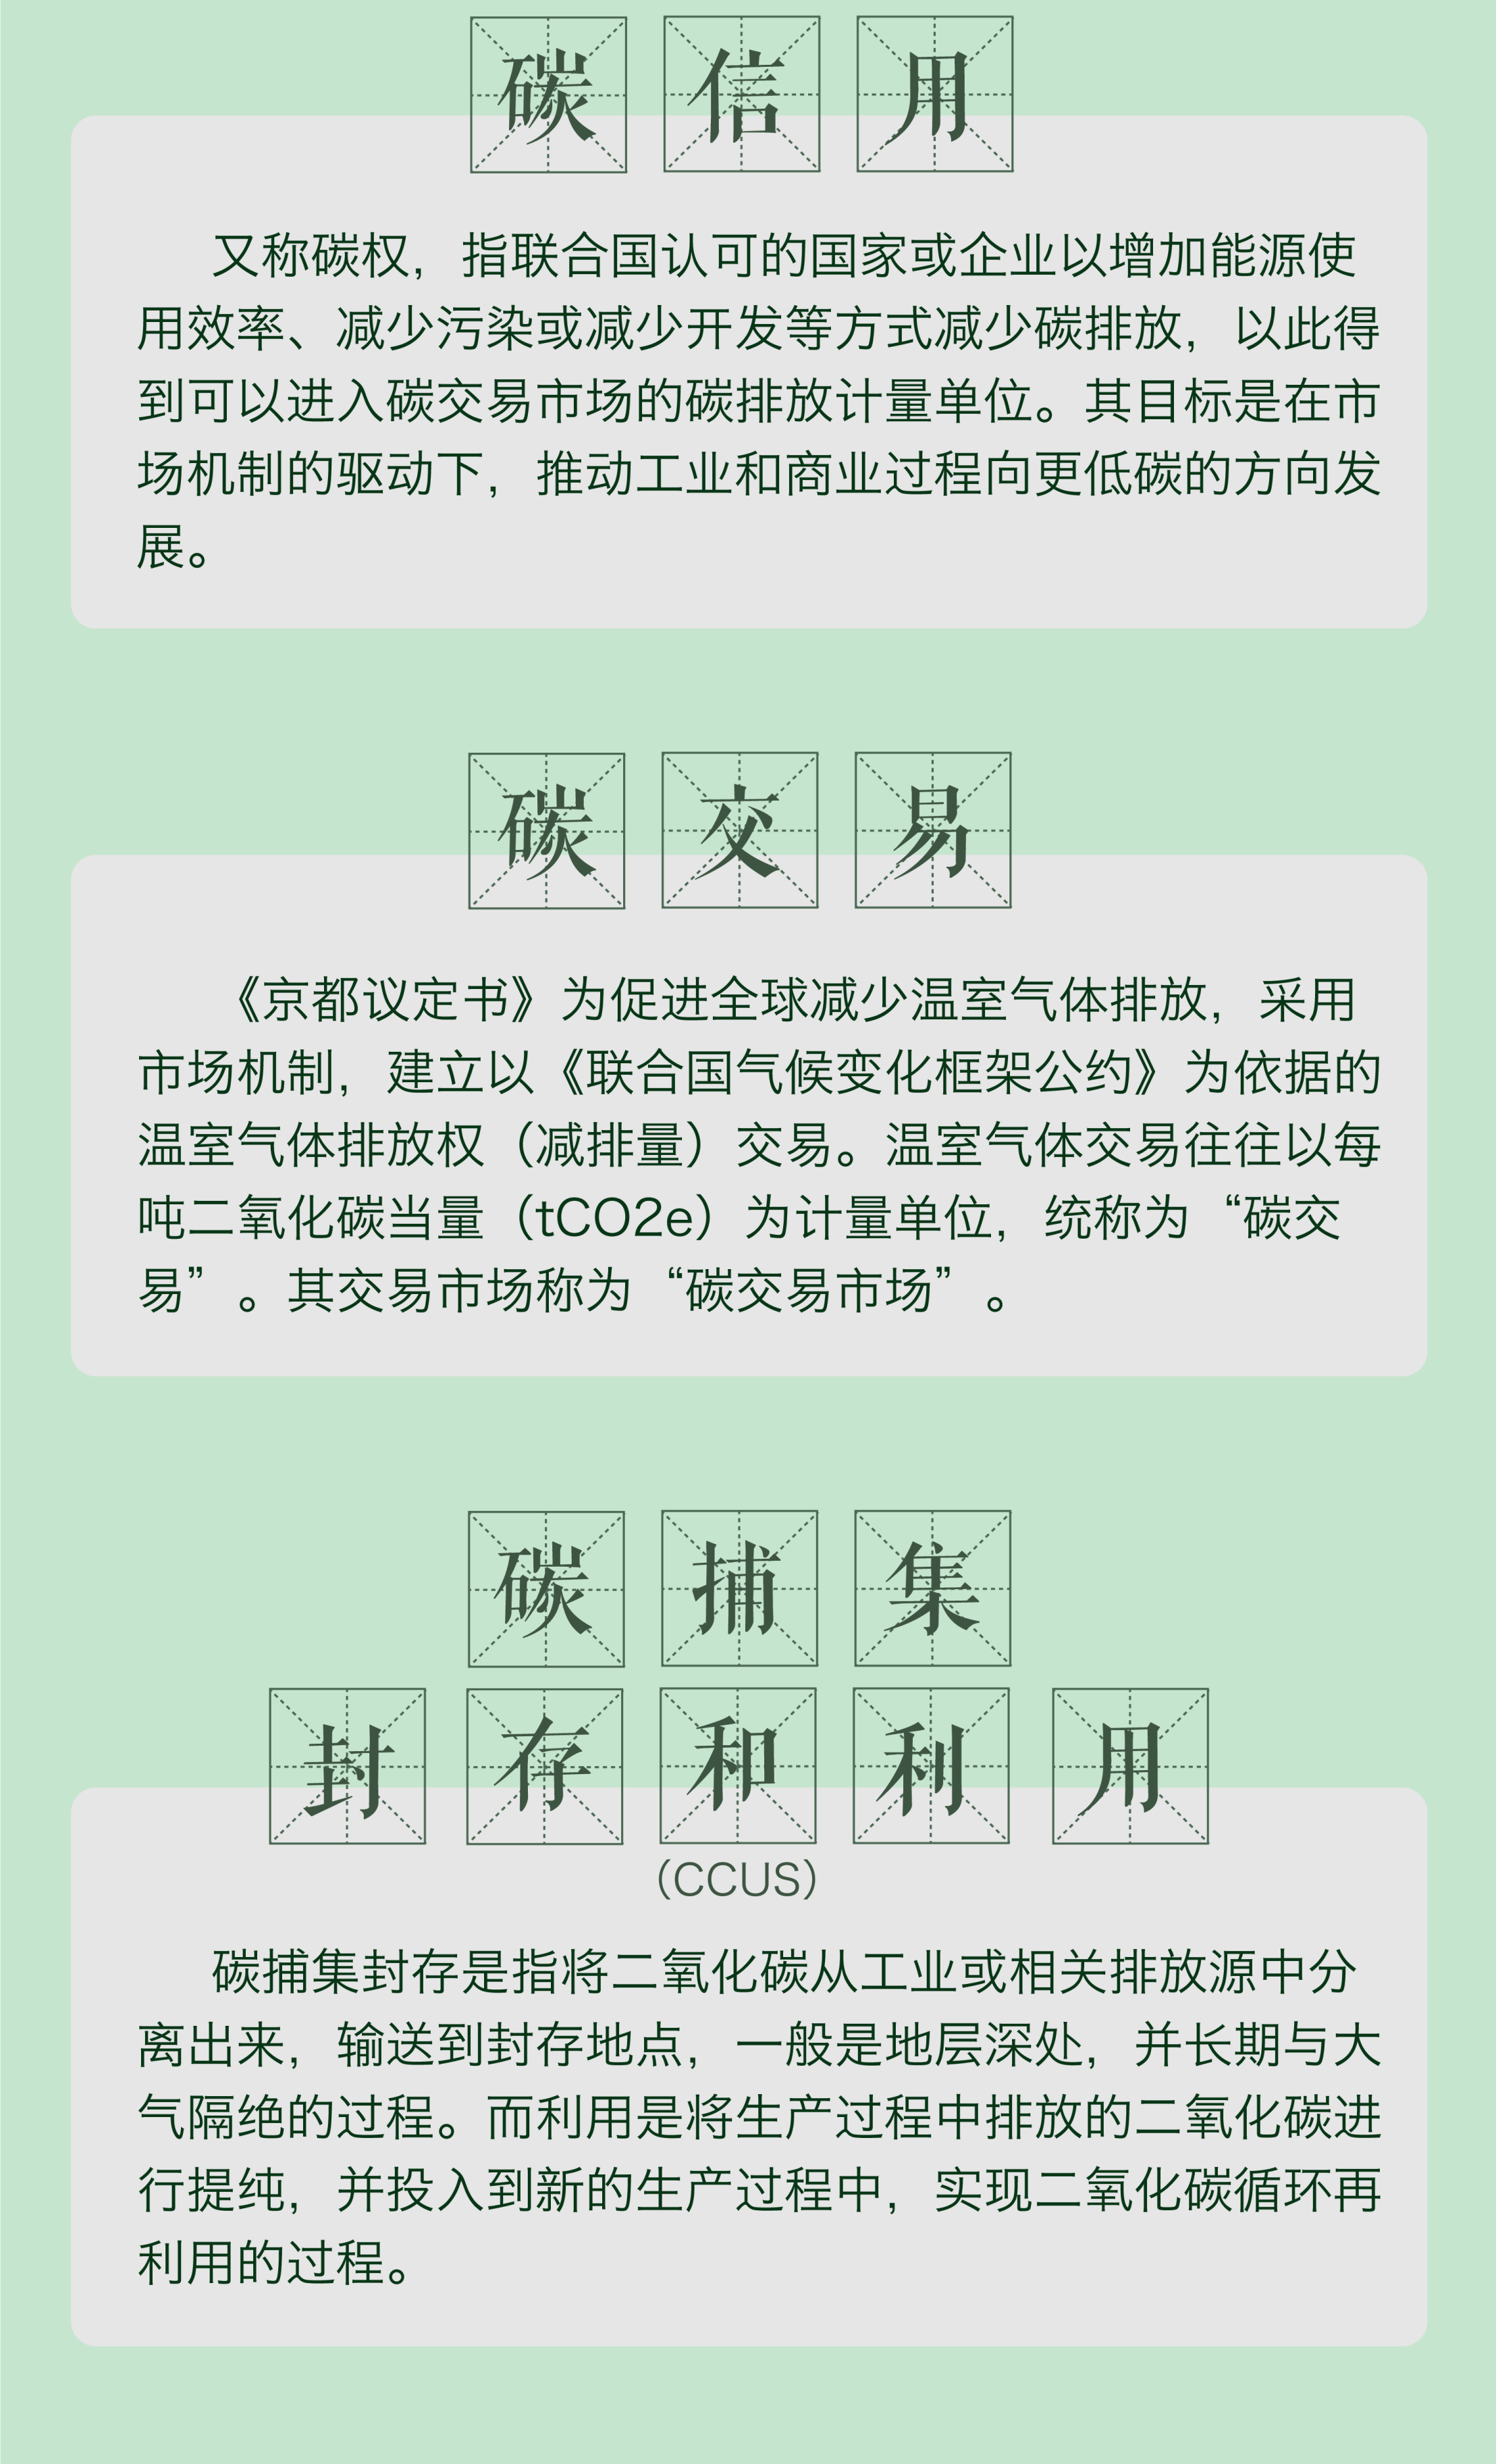 碳信用
又称碳权，指联合国认可的国家或企业以增加能源使
用效率、减少污染或减少开发等方式减少碳排放，以此得
到可以进入碳交易市场的碳排放计量单位。其目标是在市
场机制的驱动下，推动工业和商业过程向更低碳的方向发
展。
碳交易
《京都议定书》为促进全球减少温室气体排放，采用
市场机制，建立以《联合国气候变化框架公约》为依据的
温室气体排放权（减排量）交易。温室气体交易往往以每
吨二氧化碳当量（tCO2e）为计量单位，统称为“碳交
易”。其交易市场称为“碳交易市场”。
碳捕集
封存和利用
（CCUS）
碳捕集封存是指将二氧化碳从工业或相关排放源中分
离出来，输送到封存地点，一般是地层深处，并长期与大
气隔绝的过程。而利用是将生产过程中排放的二氧化碳进
行提纯，并投入到新的生产过程中，实现二氧化碳循环再
利用的过程。